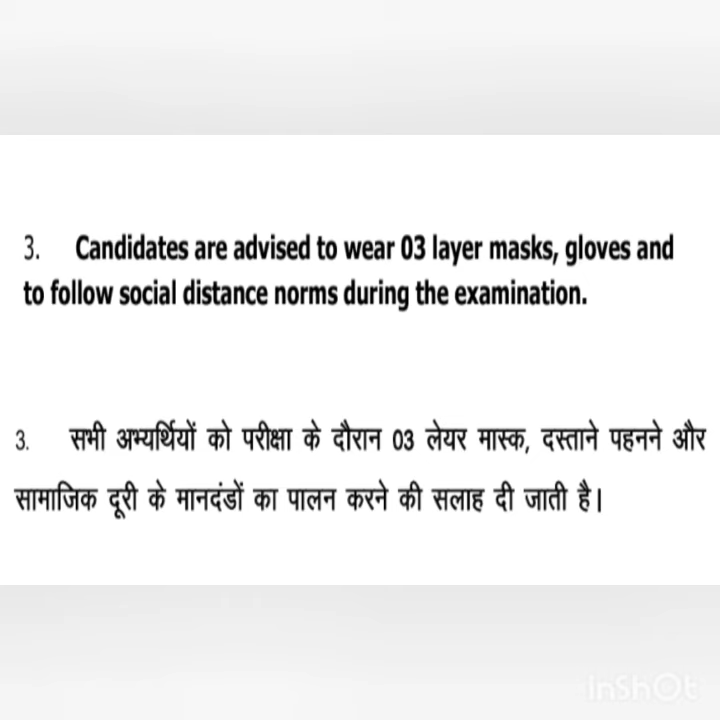 3. Candidates are advised to wear 03 layer masks, gloves and
to follow social distance norms during the examination.
3. सभी अभ्यर्थियों को परीक्षा के दौरान 03 लेयर मास्क, दस्ताने पहनने और
सामाजिक दूरी के मानदंडों का पालन करने की सलाह दी जाती है।
InShOt